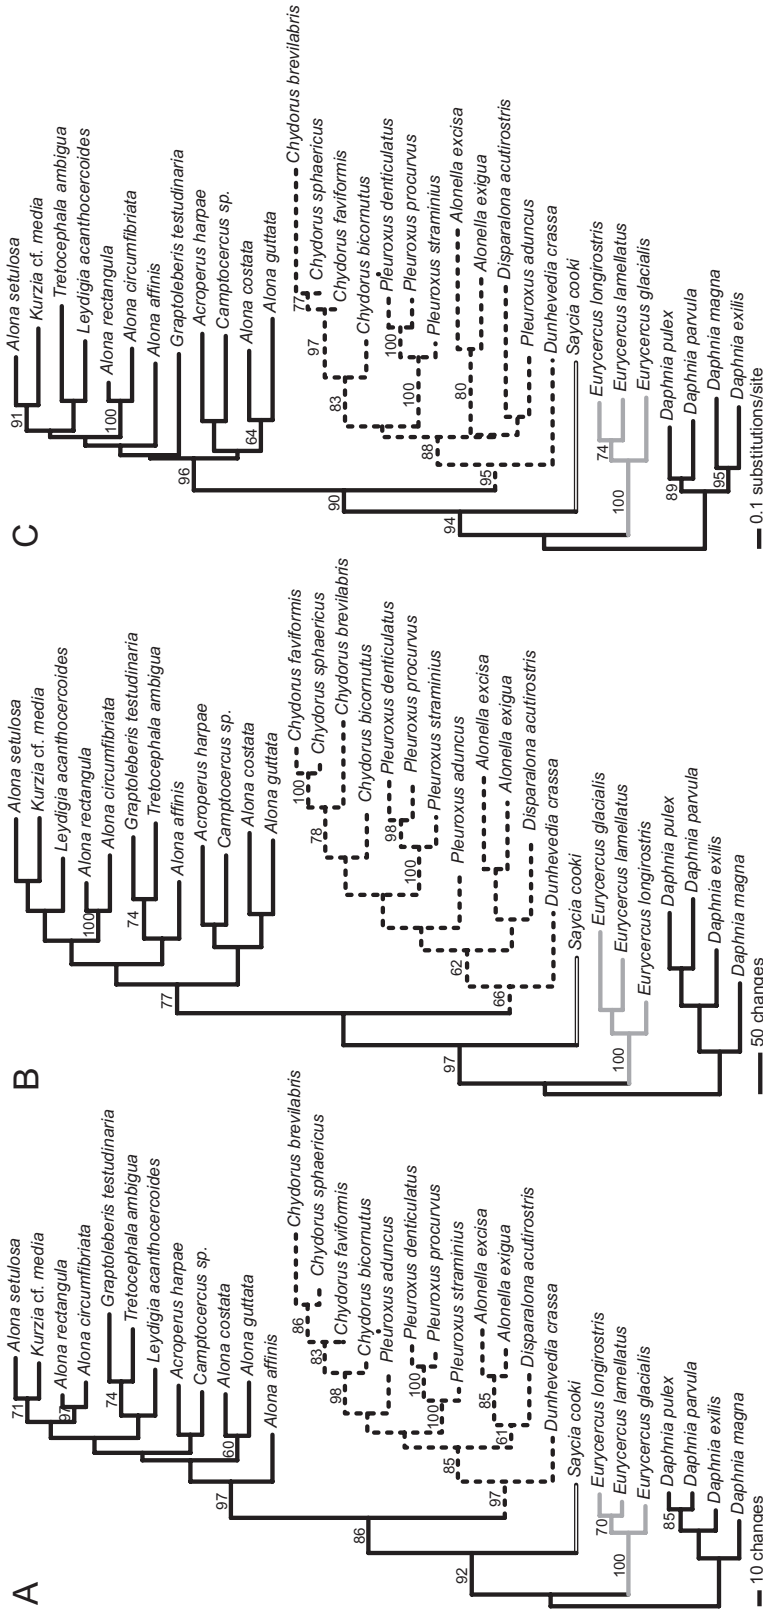 A
Alona setulosa
71
Kurzia cf. media
Alona rectangula
97
Alona circumfibriata
Graptoleberis testudinaria
74
Tretocephala ambigua
Leydigia acanthocercoides
Acroperus harpae
Camptocercus sp.
Alona costata
60
Alona guttata
Alona affinis
97
86
Chydorus brevilabris
86
Chydorus sphaericus
83
Chydorus faviformis
98
Chydorus bicornutus
Pleuroxus aduncus
Pleuroxus denticulatus
100
Pleuroxus procurvus
100
Pleuroxus straminius
Alonella excisa
85
Alonella exigua
61
Disparalona acutirostris
85
97
Dunhevedia crassa
92
Saycia cooki
Eurycercus longirostris
70
Eurycercus lamellatus
100
Eurycercus glacialis
Daphnia pulex
85
Daphnia parvula
Daphnia exilis
Daphnia magna
10 changes
B
Alona setulosa
Kurzia cf. media
Leydigia acanthocercoides
Alona rectangula
100
Alona circumfibriata
Graptoleberis testudinaria
74
Tretocephala ambigua
Alona affinis
Acroperus harpae
Camptocercus sp.
Alona costata
Alona guttata
77
Chydorus faviformis
100
Chydorus sphaericus
78
Chydorus brevilabris
Chydorus bicornutus
Pleuroxus denticulatus
98
Pleuroxus procurvus
100
Pleuroxus straminius
Pleuroxus aduncus
Alonella excisa
Alonella exigua
Disparalona acutirostris
62
66
Dunhevedia crassa
97
Saycia cooki
Eurycercus glacialis
Eurycercus lamellatus
100
Eurycercus longirostris
Daphnia pulex
Daphnia parvula
Daphnia exilis
Daphnia magna
50 changes
C
Alona setulosa
91
Kurzia cf. media
Tretocephala ambigua
Leydigia acanthocercoides
Alona rectangula
100
Alona circumfibriata
Alona affinis
Graptoleberis testudinaria
Acroperus harpae
Camptocercus sp.
Alona costata
64
Alona guttata
96
90
Chydorus brevilabris
77
Chydorus sphaericus
97
Chydorus faviformis
83
Chydorus bicornutus
Pleuroxus denticulatus
100
Pleuroxus procurvus
100
Pleuroxus straminius
Alonella excisa
80
Alonella exigua
Disparalona acutirostris
88
Pleuroxus aduncus
95
Dunhevedia crassa
94
Saycia cooki
Eurycercus longirostris
74
Eurycercus lamellatus
100
Eurycercus glacialis
Daphnia pulex
89
Daphnia parvula
Daphnia magna
95
Daphnia exilis
0.1 substitutions/site